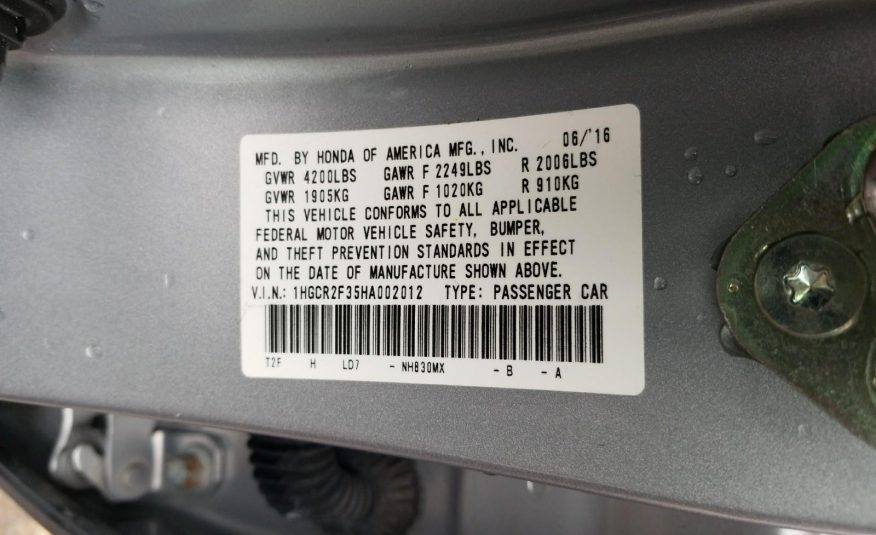 MFD. BY HONDA OF AMERICA MFG., INC. 06/'16
GVWR 4200LBS GAWR F 2249LBS R 2006LBS
GVWR 1905KG GAWR F 1020KG R 910KG
THIS VEHICLE CONFORMS TO ALL APPLICABLE
FEDERAL MOTOR VEHICLE SAFETY, BUMPER,
AND THEFT PREVENTION STANDARDS IN EFFECT
ON THE DATE OF MANUFACTURE SHOWN ABOVE.
V.I.N.: 1HGCR2F35HA002012 TYPE: PASSENGER CAR
T2F H LD7 - NH830MX - B - A